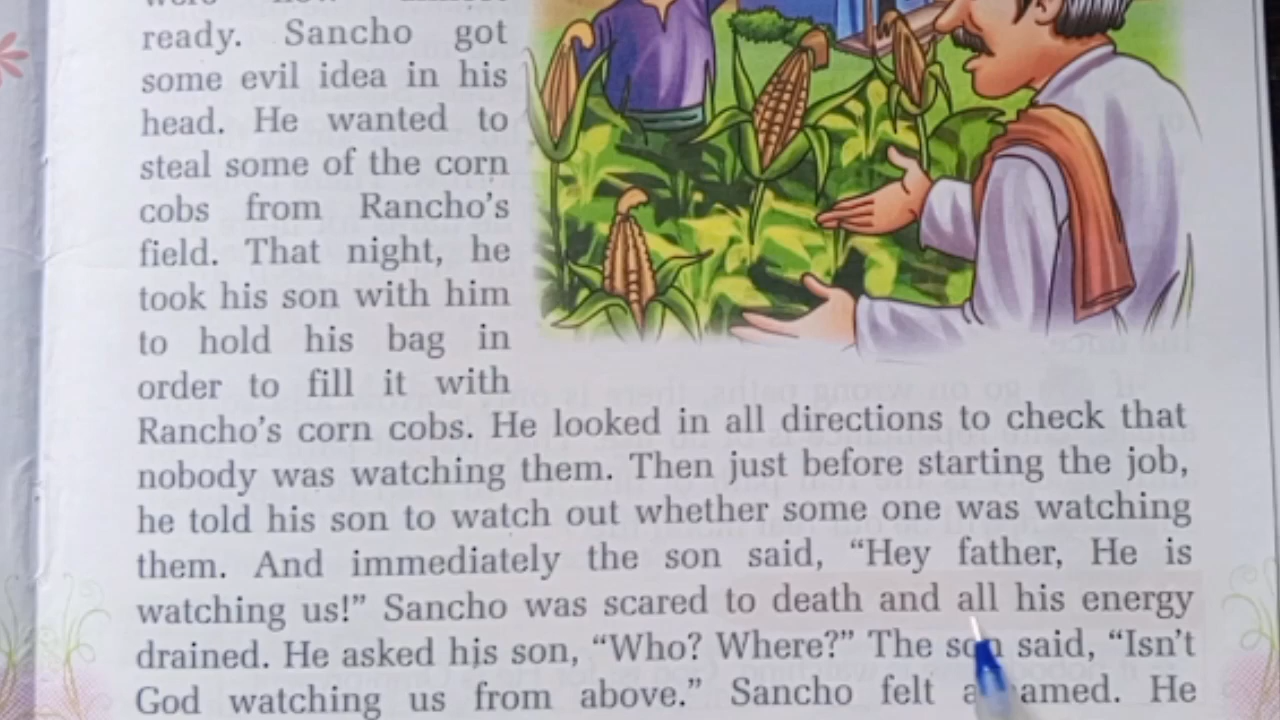 ready. Sancho got
some evil idea in his
head. He wanted to
steal some of the corn
cobs from Rancho's
field. That night, he
took his son with him
to hold his bag in
order to fill it with
Rancho's corn cobs. He looked in all directions to check that
nobody was watching them. Then just before starting the job,
he told his son to watch out whether some one was watching
them. And immediately the son said, “Hey father, He is
watching us!” Sancho was scared to death and all his energy
drained. He asked his son, “Who? Where?” The son said, “Isn't
God watching us from above.” Sancho felt He